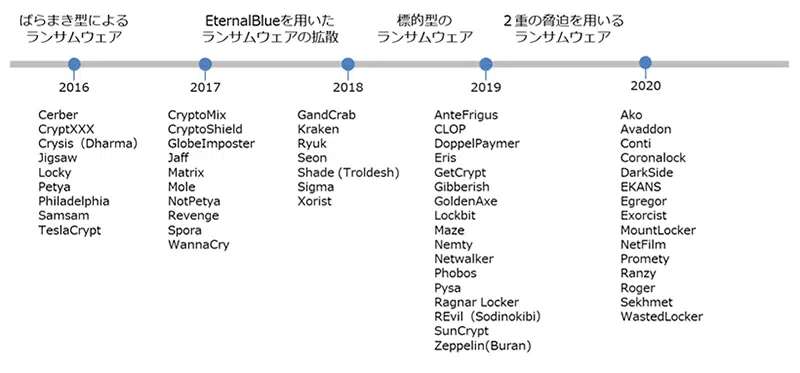 ばらまき型による
ランサムウェア
EternalBlueを用いた
ランサムウェアの拡散
標的型の
ランサムウェア
2重の脅迫を用いる
ランサムウェア
2016
2017
2018
2019
2020
Cerber
CryptXXX
Crysis（Dharma）
Jigsaw
Locky
Petya
Philadelphia
Samsam
TeslaCrypt
CryptoMix
CryptoShield
GlobeImposter
Jaff
Matrix
Mole
NotPetya
Revenge
Spora
WannaCry
GandCrab
Kraken
Ryuk
Seon
Shade (Troldesh)
Sigma
Xorist
AnteFrigus
CLOP
DoppelPaymer
Eris
GetCrypt
Gibberish
GoldenAxe
Lockbit
Maze
Nemty
Netwalker
Phobos
Pysa
Ragnar Locker
REvil（Sodinokibi）
SunCrypt
Zeppelin(Buran)
Ako
Avaddon
Conti
Coronalock
DarkSide
EKANS
Egregor
Exorcist
MountLocker
NetFilm
Promety
Ranzy
Roger
Sekhmet
WastedLocker